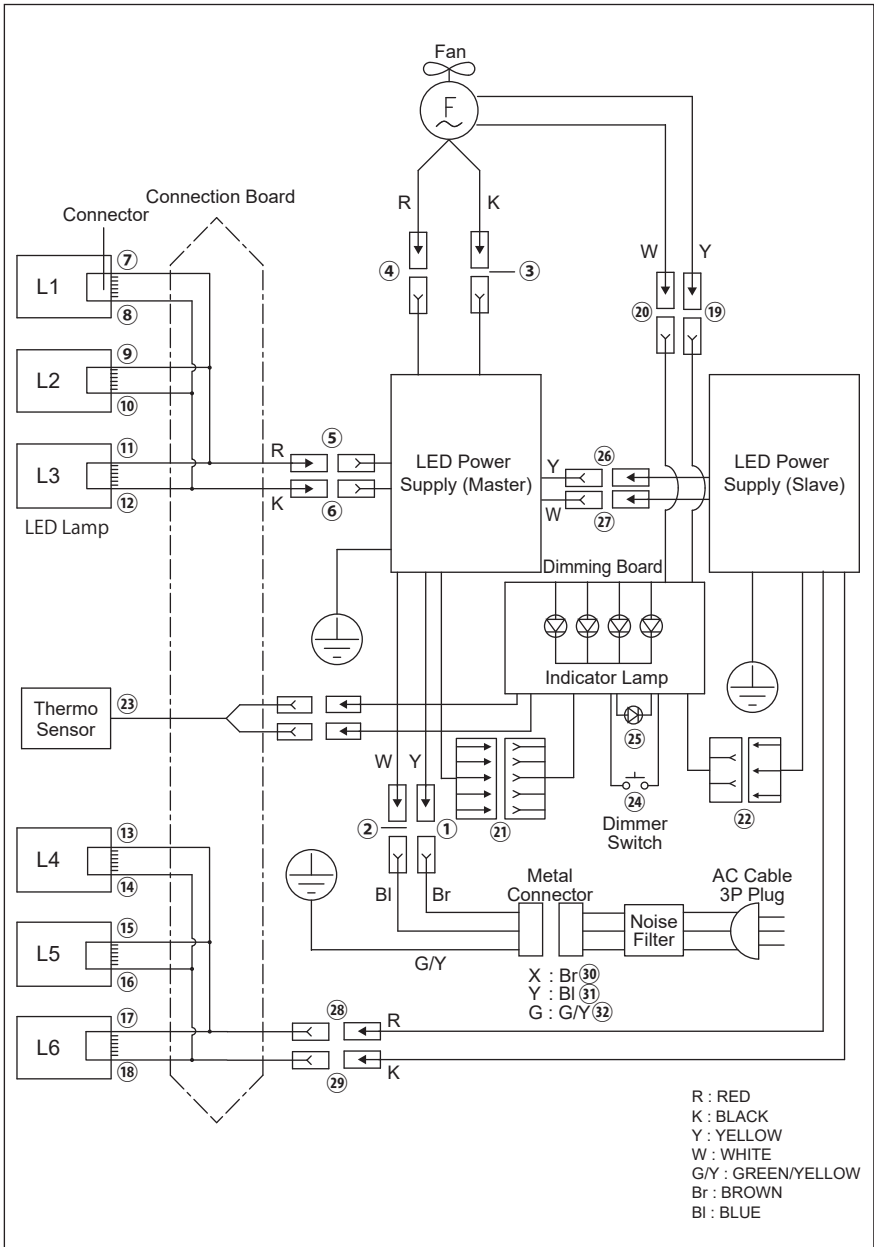 Fan
F
R
K
Connection Board
Connector
④
③
W
Y
L1
⑦
⑧
⑳
⑲
L2
⑨
⑩
L3
⑪
⑫
LED Lamp
R
⑤
K
⑥
LED Power
Supply (Master)
Y
㉖
W
㉗
LED Power
Supply (Slave)
Dimming Board
Indicator Lamp
Thermo
Sensor
㉓
㉕
㉔
Dimmer
Switch
W
Y
②
①
㉑
㉒
L4
⑬
⑭
L5
⑮
⑯
L6
⑰
⑱
Bl
Br
G/Y
Metal
Connector
Noise
Filter
AC Cable
3P Plug
X : Br㉚
Y : Bl㉛
G : G/Y㉜
㉘
R
㉙
K
R : RED
K : BLACK
Y : YELLOW
W : WHITE
G/Y : GREEN/YELLOW
Br : BROWN
Bl : BLUE